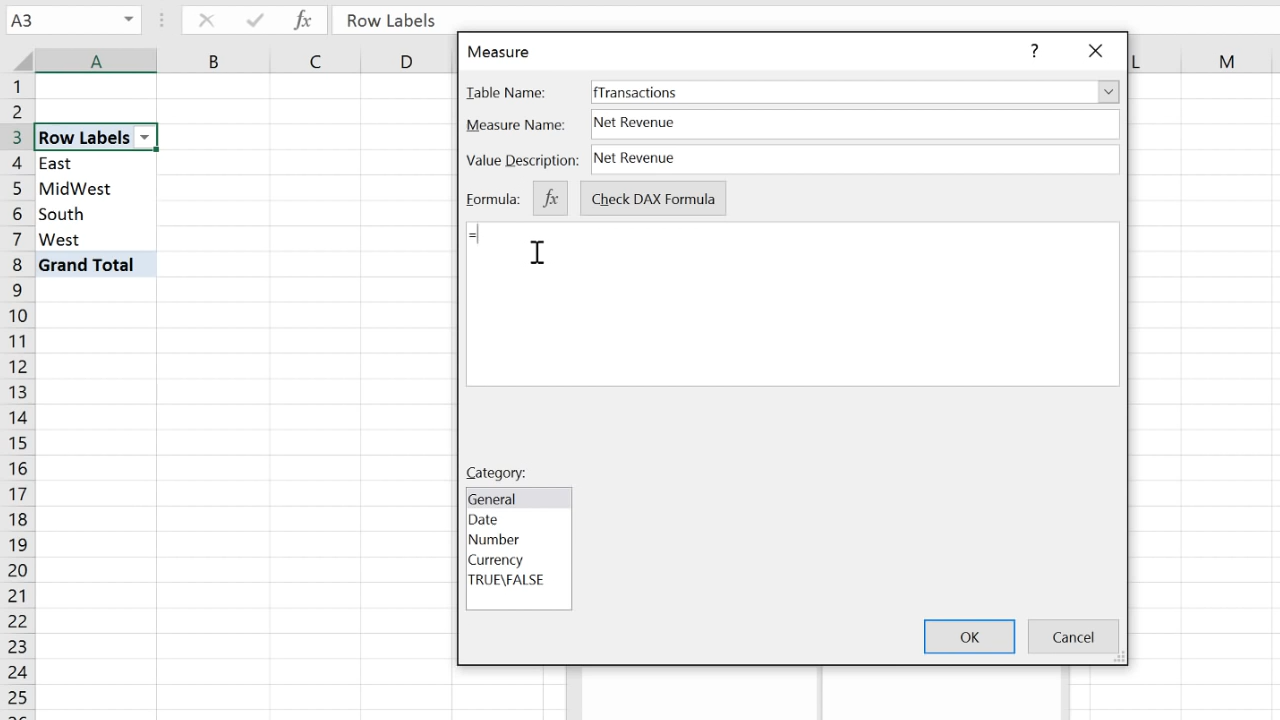 A3 fx Row Labels
A B C D L M
1
2
3 Row Labels
4 East
5 MidWest
6 South
7 West
8 Grand Total
9
10
11
12
13
14
15
16
17
18
19
20
21
22
23
24
25
Measure ?
Table Name: fTransactions
Measure Name: Net Revenue
Value Description: Net Revenue
Formula: fx Check DAX Formula
=
Category:
General
Date
Number
Currency
TRUE\FALSE
OK Cancel